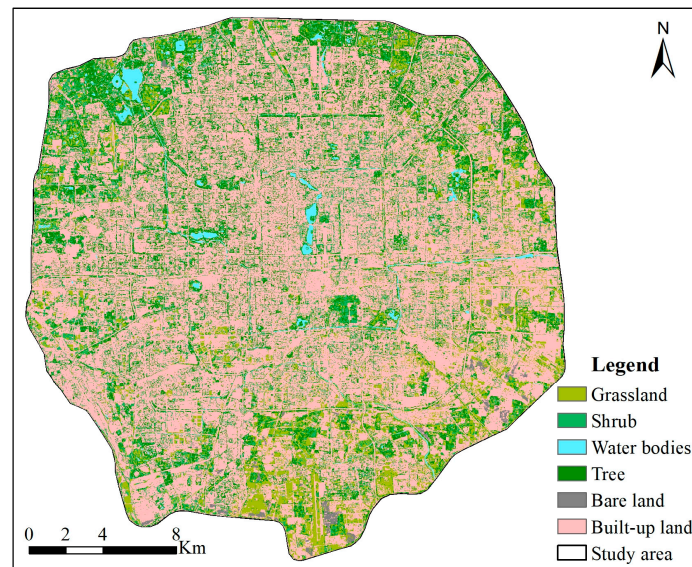 N
Legend
Grassland
Shrub
Water bodies
Tree
Bare land
Built-up land
Study area
0 2 4 8
Km